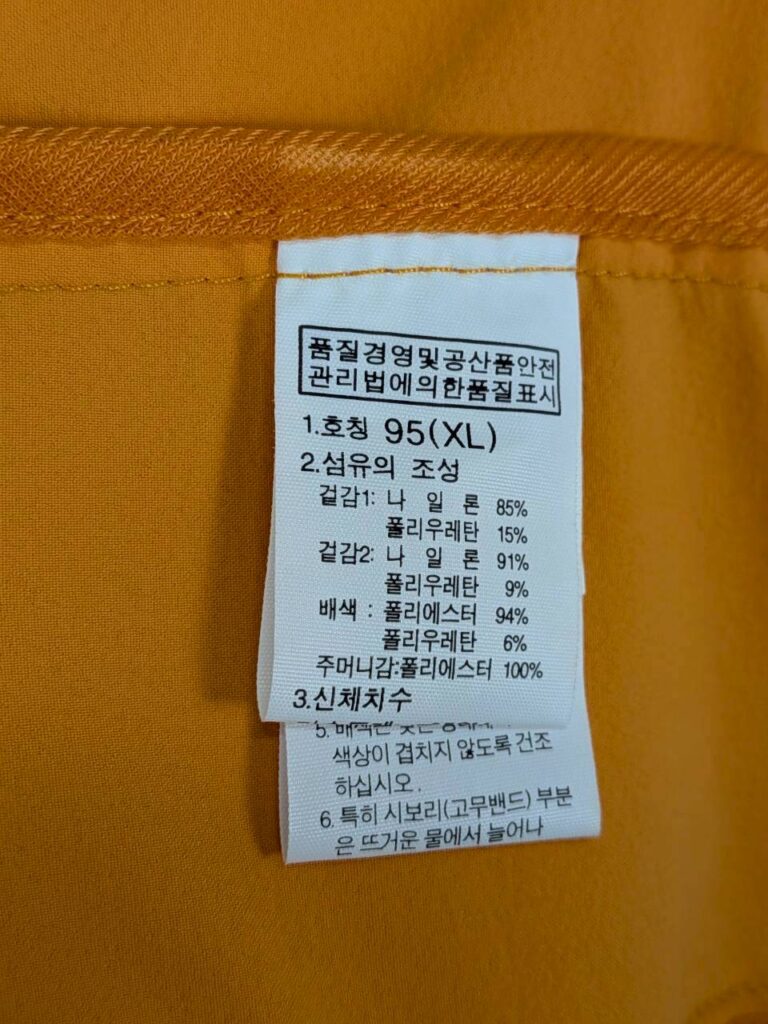 품질경영및공산품안전
관리법에의한품질표시
1.호칭 95(XL)
2.섬유의 조성
겉감1: 나 일 론 85%
폴리우레탄 15%
겉감2: 나 일 론 91%
폴리우레탄 9%
배색 : 폴리에스터 94%
폴리우레탄 6%
주머니감:폴리에스터 100%
3.신체치수
5.
색상이 겹치지 않도록 건조
하십시오.
6. 특히 시보리(고무밴드) 부분
은 뜨거운 물에서 늘어나